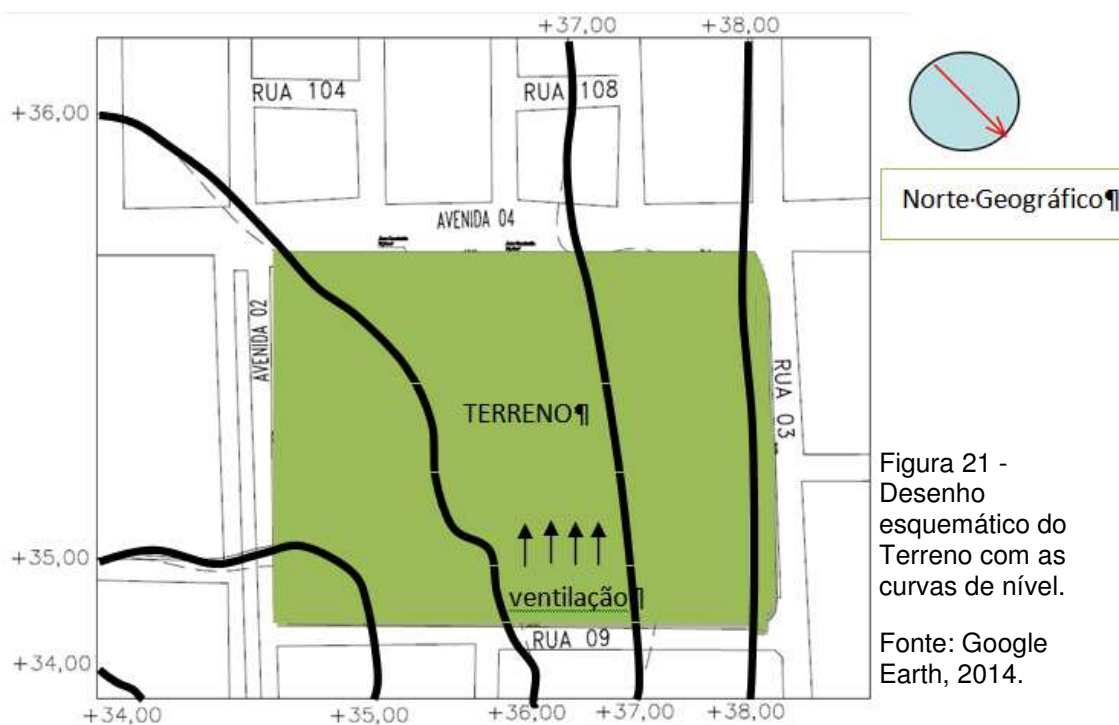 +37,00
+38,00
RUA 104
RUA 108
+36,00
Norte·Geográfico¶
AVENIDA 04
AVENIDA 02
RUA 03
TERRENO¶
Figura 21 -
Desenho
esquemático do
Terreno com as
curvas de nível.
+35,00
ventilação¶
RUA 09
Fonte: Google
Earth, 2014.
+34,00
+34,00
+35,00
+36,00
+37,00
+38,00